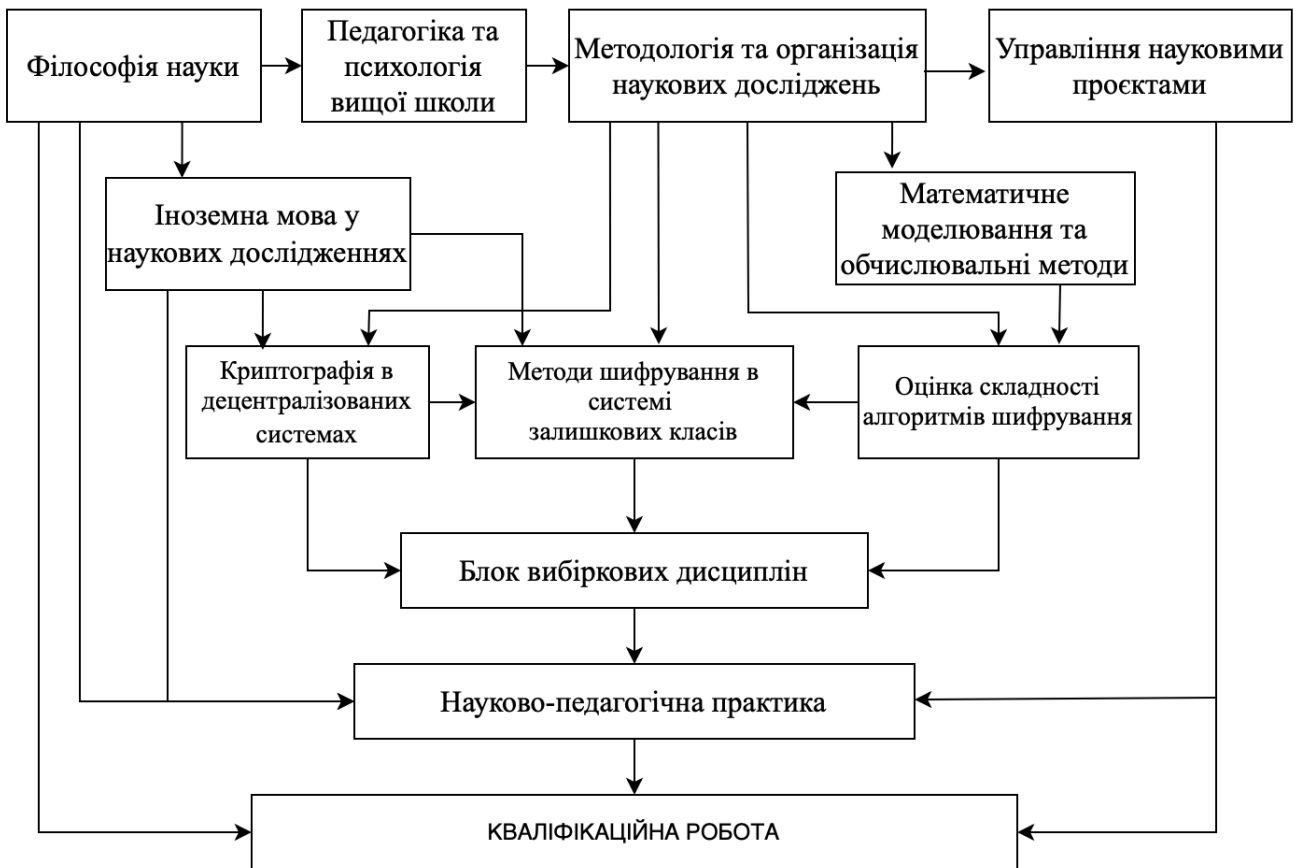 Філософія науки
Педагогіка та
психологія
вищої школи
Методологія та організація
наукових досліджень
Управління науковими
проєктами
Іноземна мова у
наукових дослідженнях
Математичне
моделювання та
обчислювальні методи
Криптографія в
децентралізованих
системах
Методи шифрування в
системі
залишкових класів
Оцінка складності
алгоритмів шифрування
Блок вибіркових дисциплін
Науково-педагогічна практика
КВАЛІФІКАЦІЙНА РОБОТА